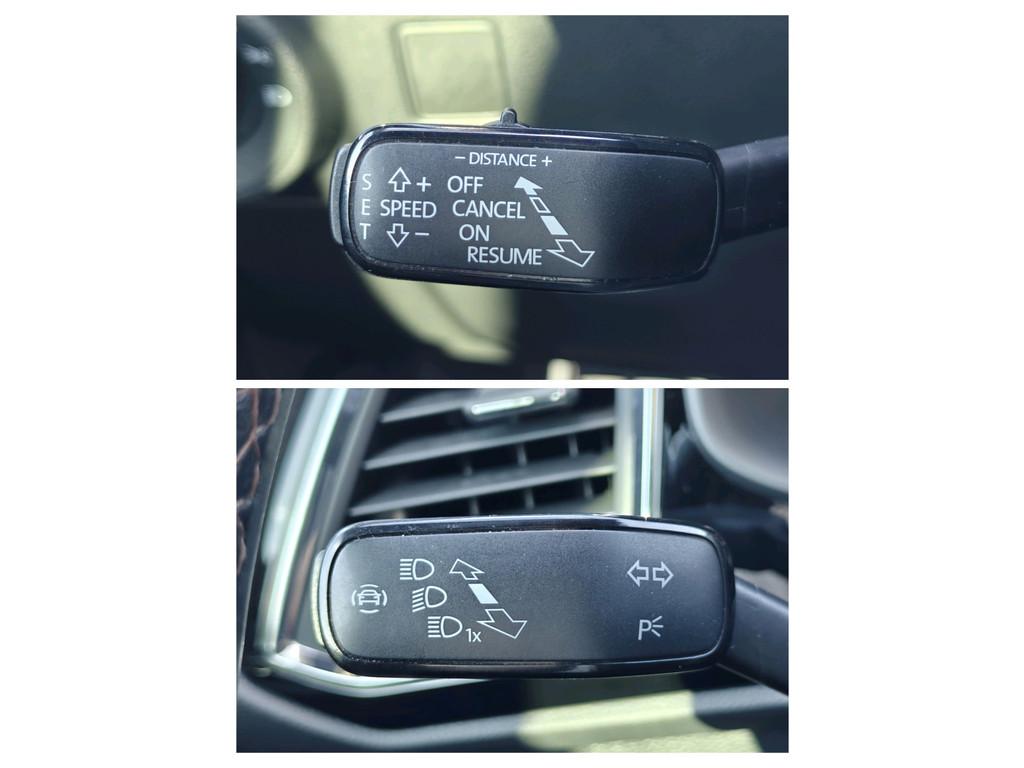 – DISTANCE +
S + OFF
E SPEED CANCEL
T – ON
RESUME
1x
P